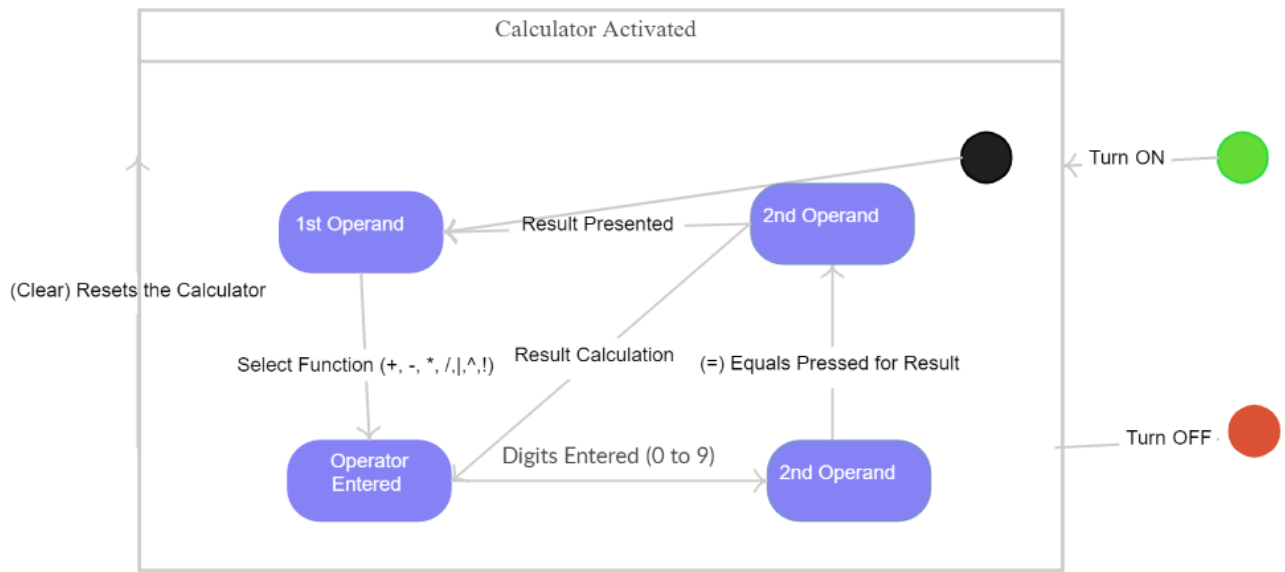 Calculator Activated
Turn ON
1st Operand
Result Presented
2nd Operand
(Clear) Resets the Calculator
Select Function (+, -, *, /,|,^,!)
Result Calculation
(=) Equals Pressed for Result
Turn OFF
Operator
Entered
Digits Entered (0 to 9)
2nd Operand